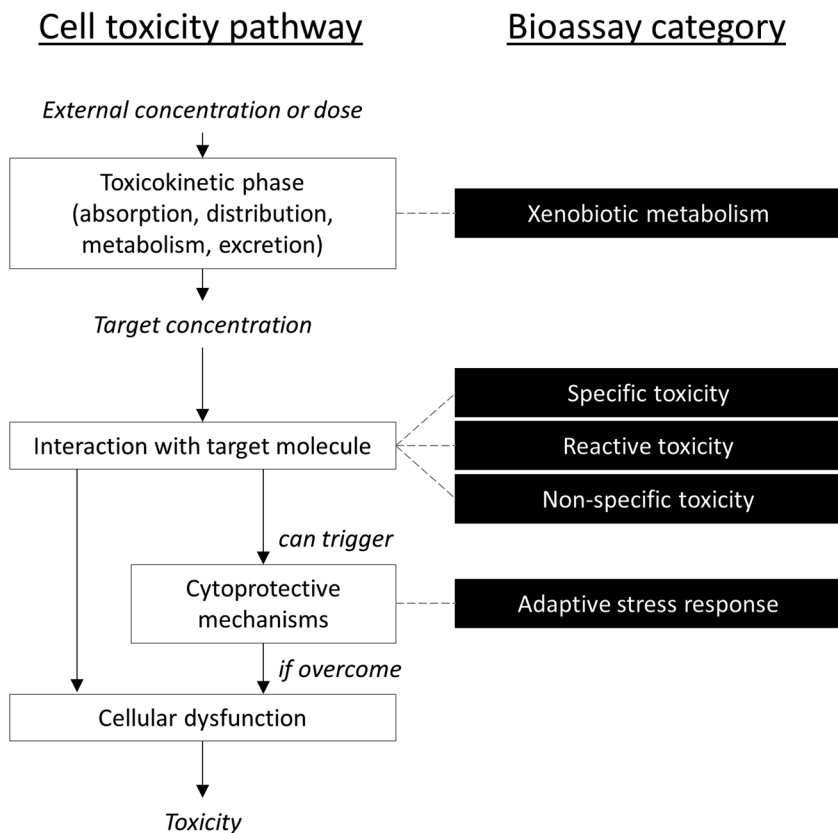 Cell toxicity pathway
Bioassay category
External concentration or dose
Toxicokinetic phase
(absorption, distribution,
metabolism, excretion)
Xenobiotic metabolism
Target concentration
Specific toxicity
Interaction with target molecule
Reactive toxicity
Non-specific toxicity
can trigger
Cytoprotective
mechanisms
Adaptive stress response
if overcome
Cellular dysfunction
Toxicity